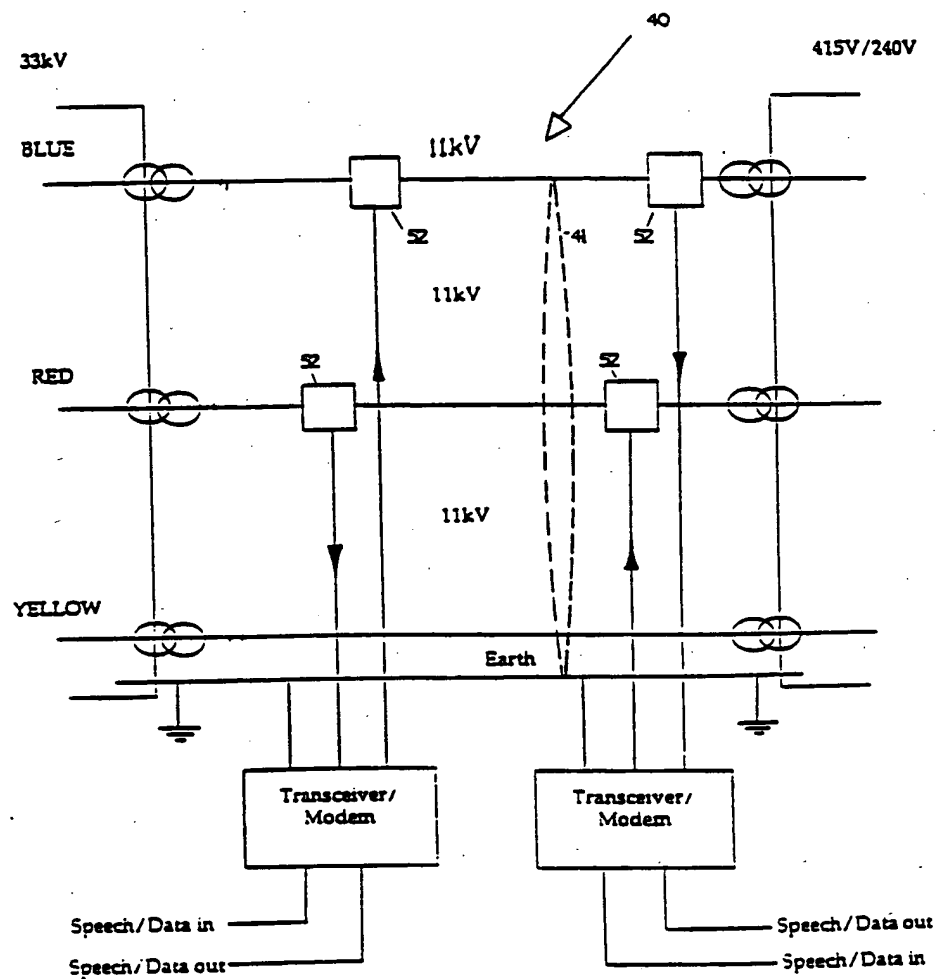 40
33kV
415V/240V
BLUE
11kV
52
41
52
11kV
RED
52
52
11kV
YELLOW
Earth
Transceiver/
Modem
Transceiver/
Modem
Speech/Data in
Speech/Data out
Speech/Data out
Speech/Data in